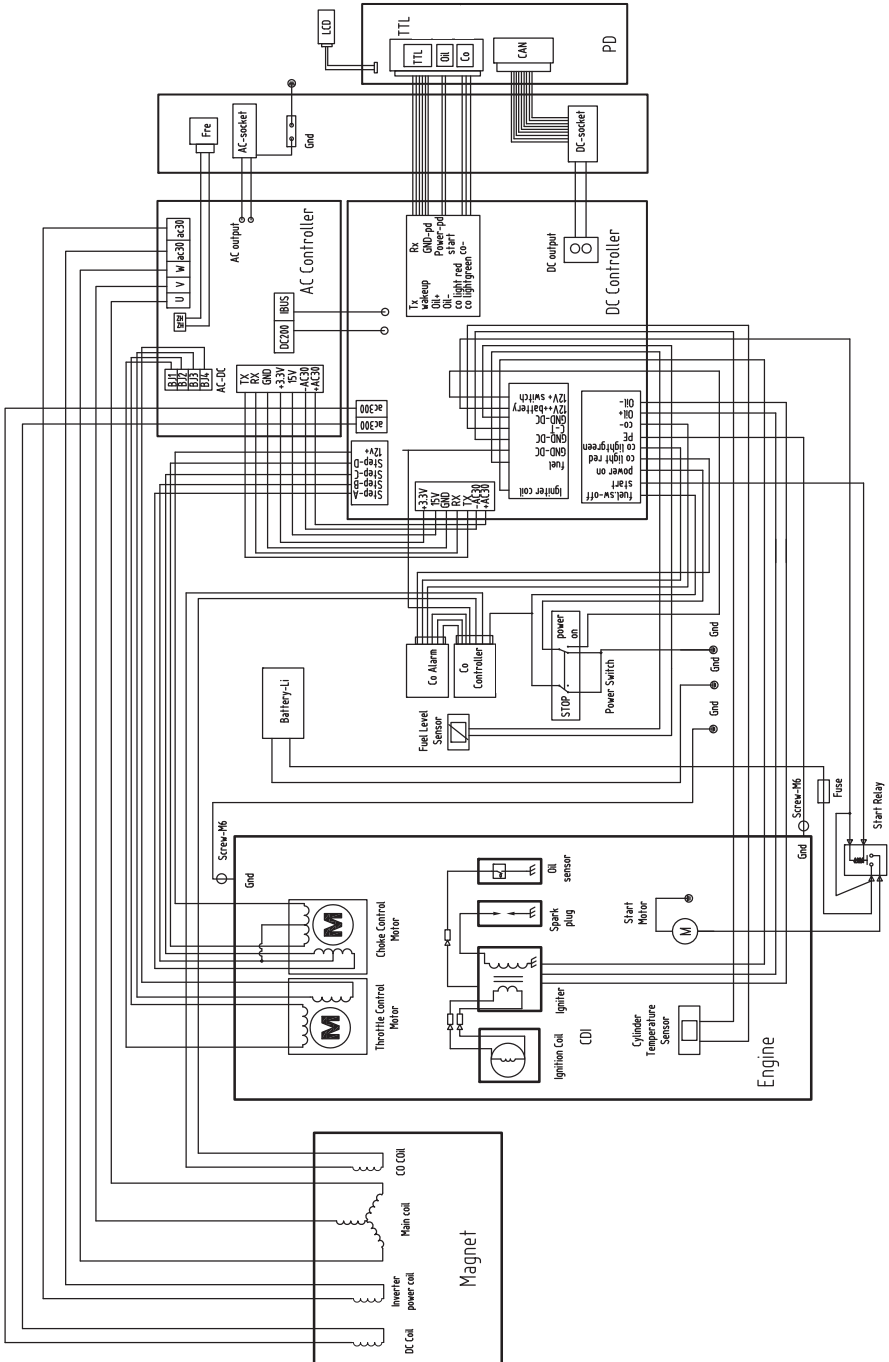 DC Coil
Inverter
power coil
Main coil
CO COil
Magnet
Throttle Control
Motor
M
Choke Control
Motor
M
Screw-M6
Gnd
Ignition Coil
Igniter
CDI
Spark
plug
Oil
sensor
Cylinder
Temperature
Sensor
Start
Motor
M
Engine
Gnd
Screw-M6
Fuse
Start Relay
Battery-Li
Fuel Level
Sensor
Co Alarm
Co
Controller
STOP
power
on
Power Switch
Gnd
Gnd
Gnd
U
V
W
ac30
ac30
HZ
HZ
BJ1
BJ2
BJ3
BJ4
AC-DC
AC output
AC Controller
DC200
IBUS
TX
RX
GND
+3.3V
15V
-AC30
+AC30
ac300
ac300
Step-A
Step-B
Step-C
Step-D
12v+
+3.3V
15V
GND
RX
TX
-AC30
+AC30
Igniter coil
fuel
GND-DC
GND-DC
C-T
GND-DC
12V++battery
12V+ switch
fuel.sw-off
start
power on
co light red
co lightgreen
PE
co-
Oil+
Oil-
Tx
wakeup
Oil+
Oil-
co light red
co lightgreen
Rx
GND-pd
Power-pd
start
co-
DC output
DC Controller
Fre
AC-socket
Gnd
DC-socket
LCD
TTL
TTL
Oil
Co
CAN
PD